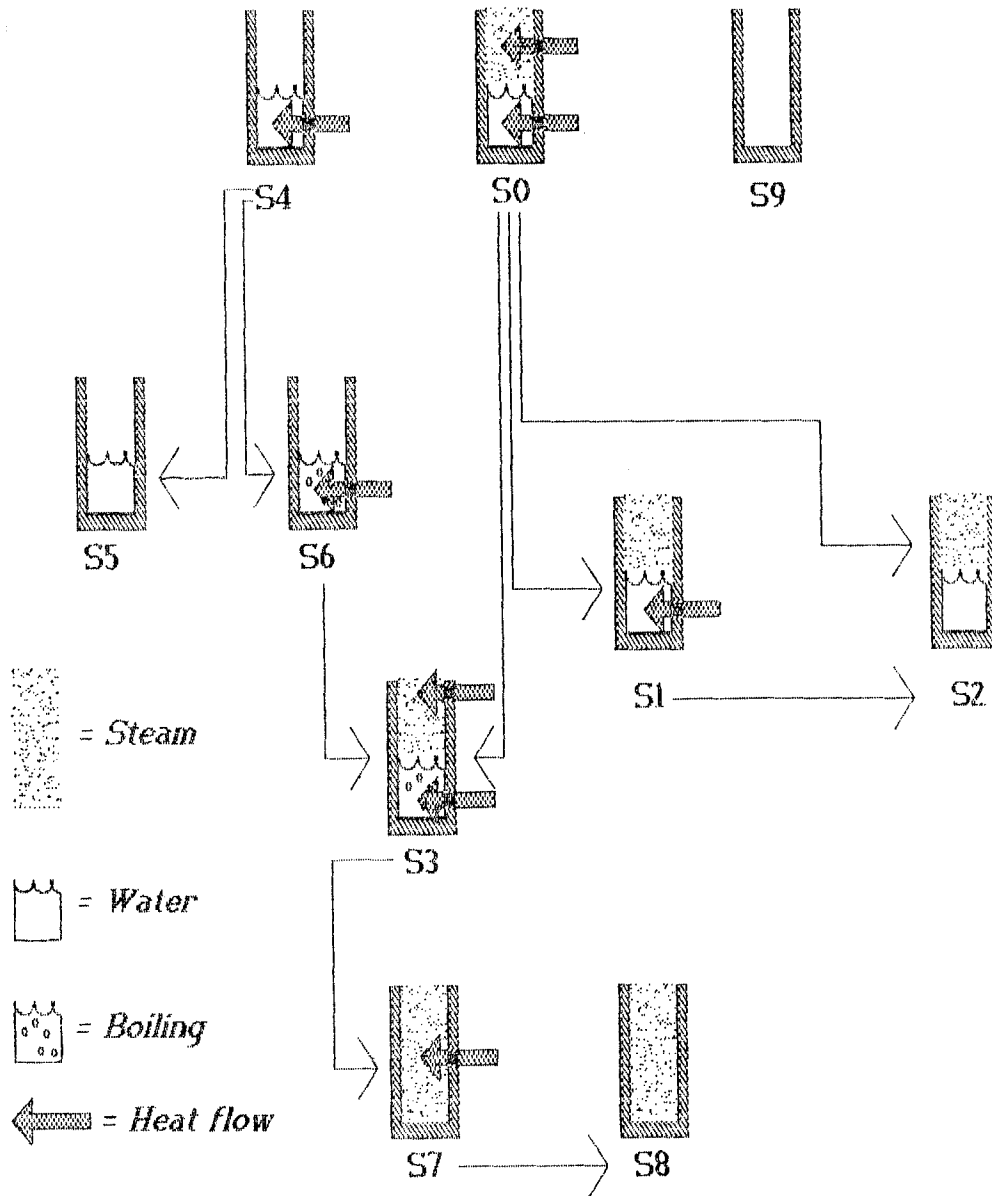 S4
S0
S9
S5
S6
S1
S2
= Steam
S3
= Water
= Boiling
= Heat flow
S7
S8